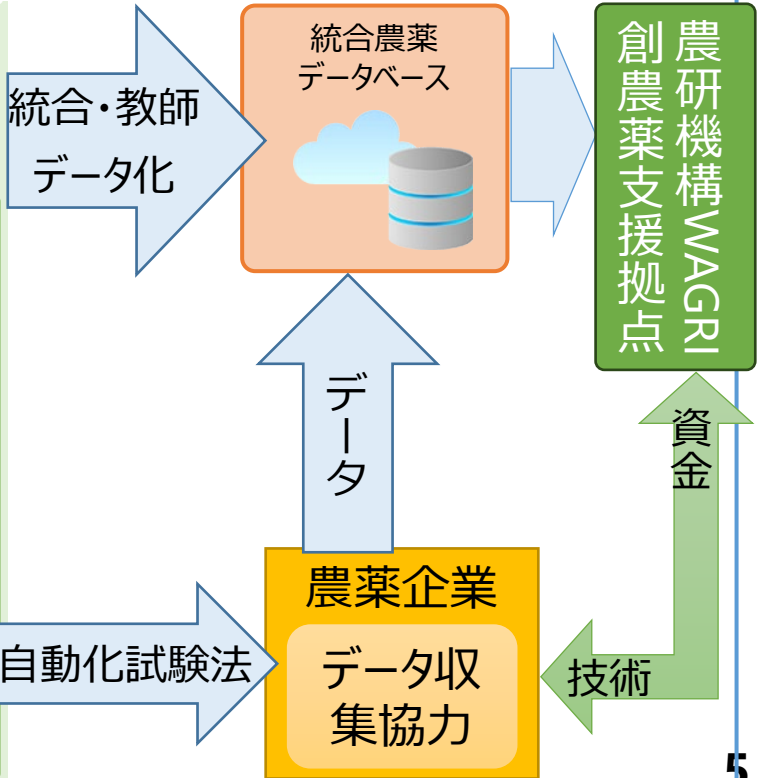 統合・教師
データ化
統合農薬
データベース
農研機構WAGRI
創農薬支援拠点
データ
資金
農薬企業
データ収
集協力
自動化試験法
技術
5